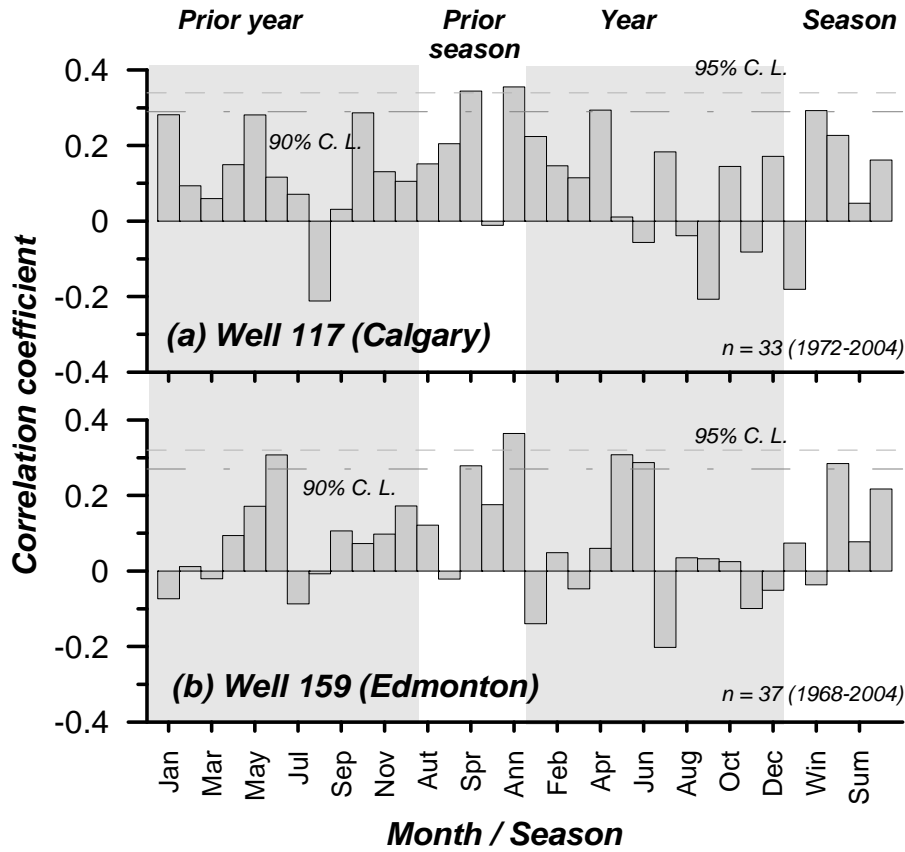 Prior year Prior season Year Season
0.4
0.2
0
-0.2
-0.4
95% C. L.
90% C. L.
(a) Well 117 (Calgary)
n = 33 (1972-2004)
0.4
0.2
0
-0.2
-0.4
95% C. L.
90% C. L.
(b) Well 159 (Edmonton)
n = 37 (1968-2004)
Correlation coefficient
Jan Mar May Jul Sep Nov Aut Spr Ann Feb Apr Jun Aug Oct Dec Win Sum
Month / Season